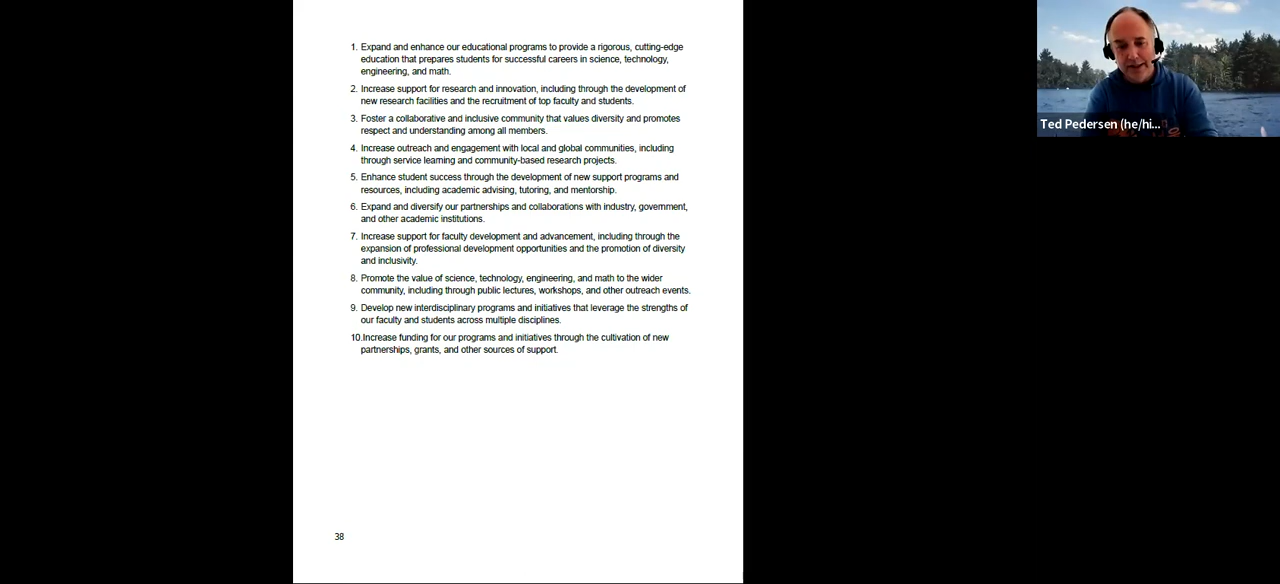 1. Expand and enhance our educational programs to provide a rigorous, cutting-edge
education that prepares students for successful careers in science, technology,
engineering, and math.
2. Increase support for research and innovation, including through the development of
new research facilities and the recruitment of top faculty and students.
3. Foster a collaborative and inclusive community that values diversity and promotes
respect and understanding among all members.
4. Increase outreach and engagement with local and global communities, including
through service learning and community-based research projects.
5. Enhance student success through the development of new support programs and
resources, including academic advising, tutoring, and mentorship.
6. Expand and diversify our partnerships and collaborations with industry, government,
and other academic institutions.
7. Increase support for faculty development and advancement, including through the
expansion of professional development opportunities and the promotion of diversity
and inclusivity.
8. Promote the value of science, technology, engineering, and math to the wider
community, including through public lectures, workshops, and other outreach events.
9. Develop new interdisciplinary programs and initiatives that leverage the strengths of
our faculty and students across multiple disciplines.
10.Increase funding for our programs and initiatives through the cultivation of new
partnerships, grants, and other sources of support.
38
Ted Pedersen (he/hi...